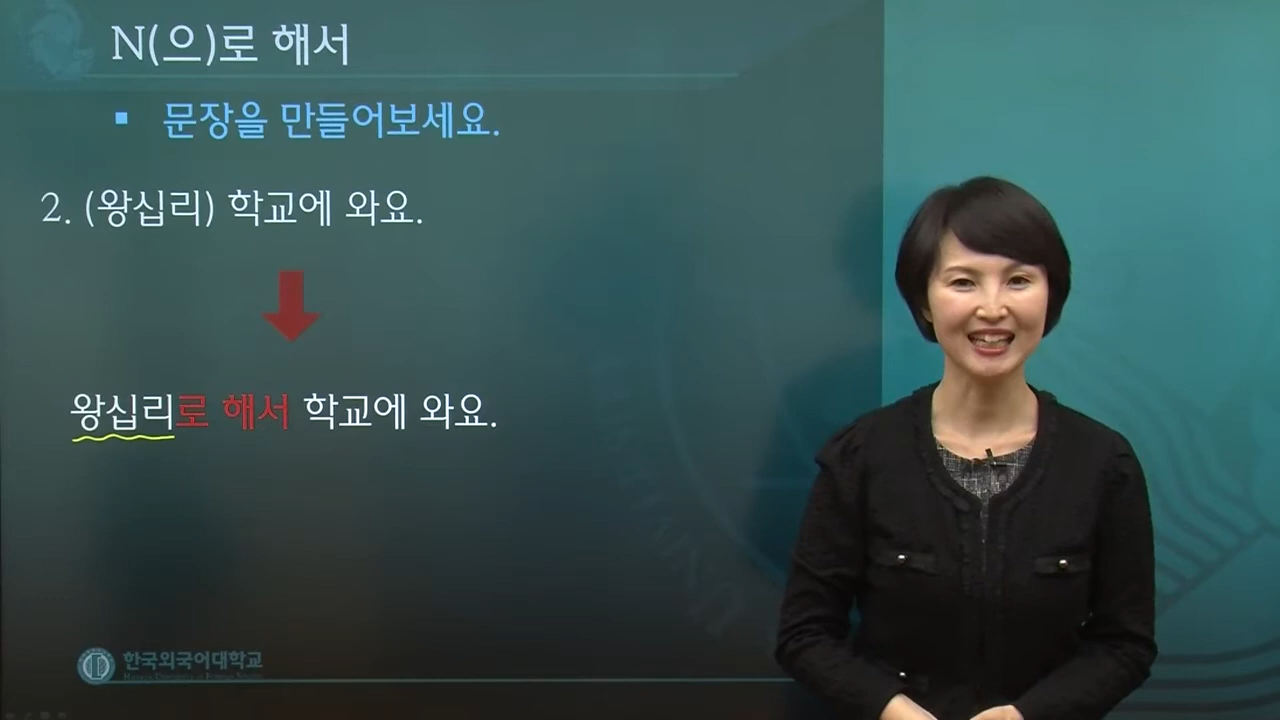 N(으)로 해서
▪ 문장을 만들어보세요.
2. (왕십리) 학교에 와요.
왕십리로 해서 학교에 와요.
한국외국어대학교